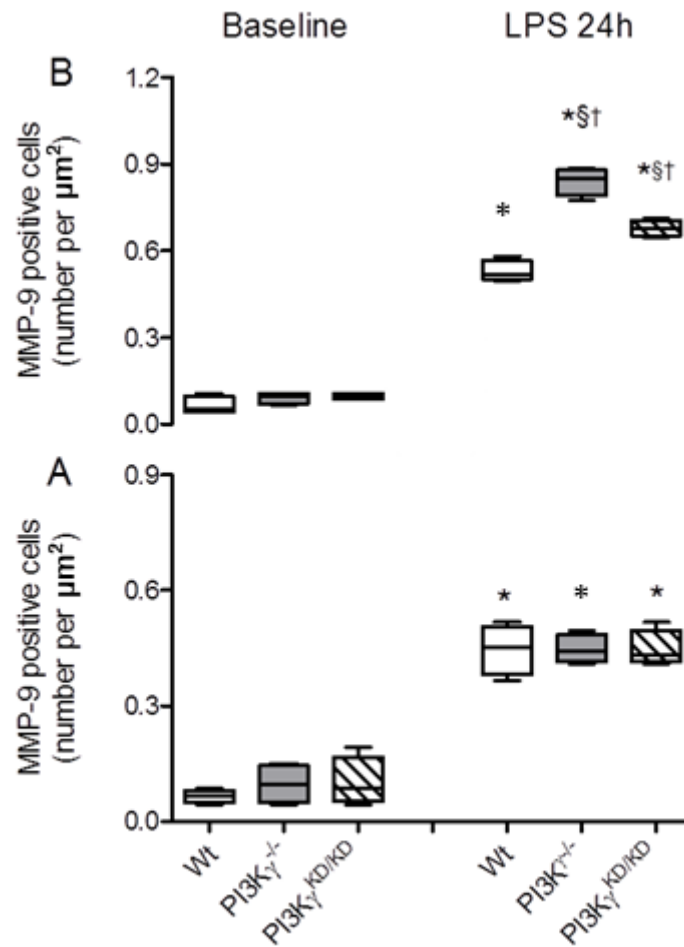 Baseline LPS 24h
B
MMP-9 positive cells
(number per µm²)
1.2
0.9
0.6
0.3
0.0
*
*§†
*§†
A
MMP-9 positive cells
(number per µm²)
0.9
0.6
0.3
0.0
*
*
*
Wt
PI3Kγ-/-
PI3KγKD/KD
Wt
PI3Kγ-/-
PI3KγKD/KD